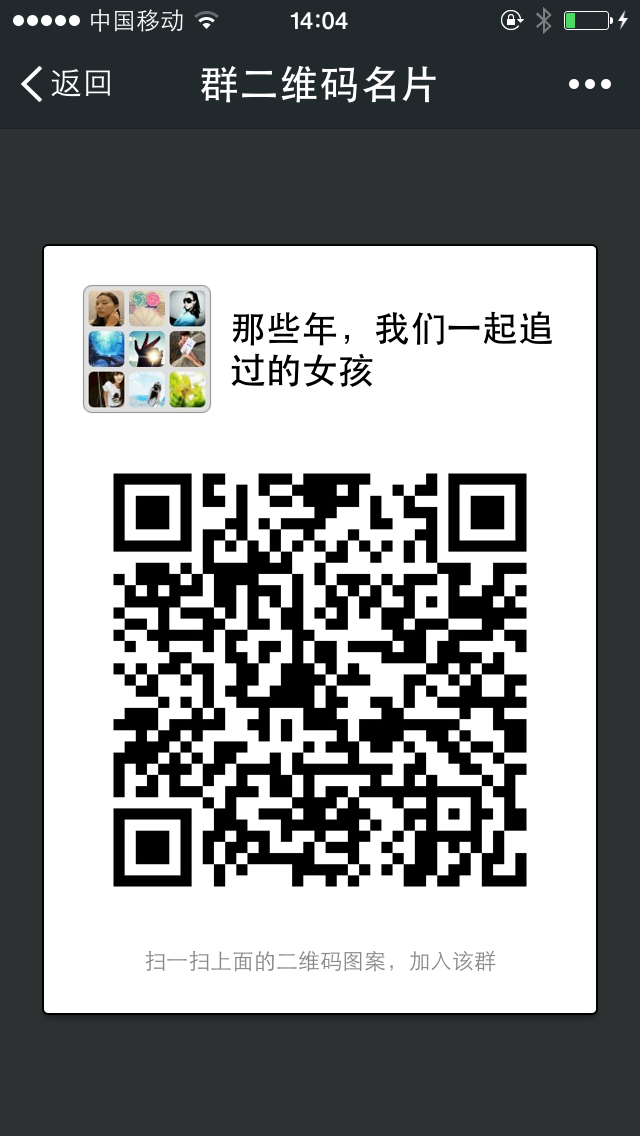 中国移动 14:04
返回 群二维码名片
那些年，我们一起追
过的女孩
扫一扫上面的二维码图案，加入该群